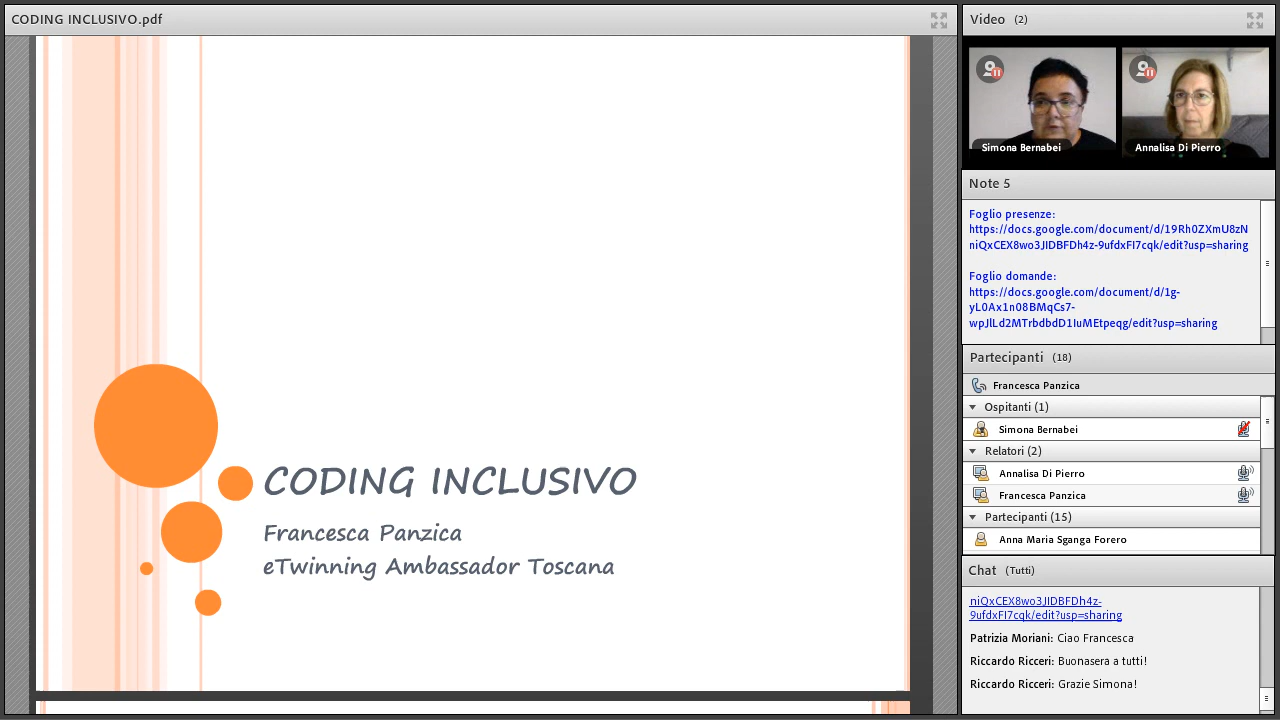 CODING INCLUSIVO.pdf
CODING INCLUSIVO
Francesca Panzica
eTwinning Ambassador Toscana
Video (2)
Simona Bernabei
Annalisa Di Pierro
Note 5
Foglio presenze:
https://docs.google.com/document/d/19Rh0ZXmU8zN
niQxCEX8wo3JIDBFDh4z-9ufdxFI7cqk/edit?usp=sharing
Foglio domande:
https://docs.google.com/document/d/1g-
yL0Ax1n08BMqCs7-
wpJlLd2MTrbdbdD1IuMEtpeqg/edit?usp=sharing
Partecipanti (18)
Francesca Panzica
Ospitanti (1)
Simona Bernabei
Relatori (2)
Annalisa Di Pierro
Francesca Panzica
Partecipanti (15)
Anna Maria Sganga Forero
Chat (Tutti)
niQxCEX8wo3JIDBFDh4z-
9ufdxFI7cqk/edit?usp=sharing
Patrizia Moriani: Ciao Francesca
Riccardo Ricceri: Buonasera a tutti!
Riccardo Ricceri: Grazie Simona!